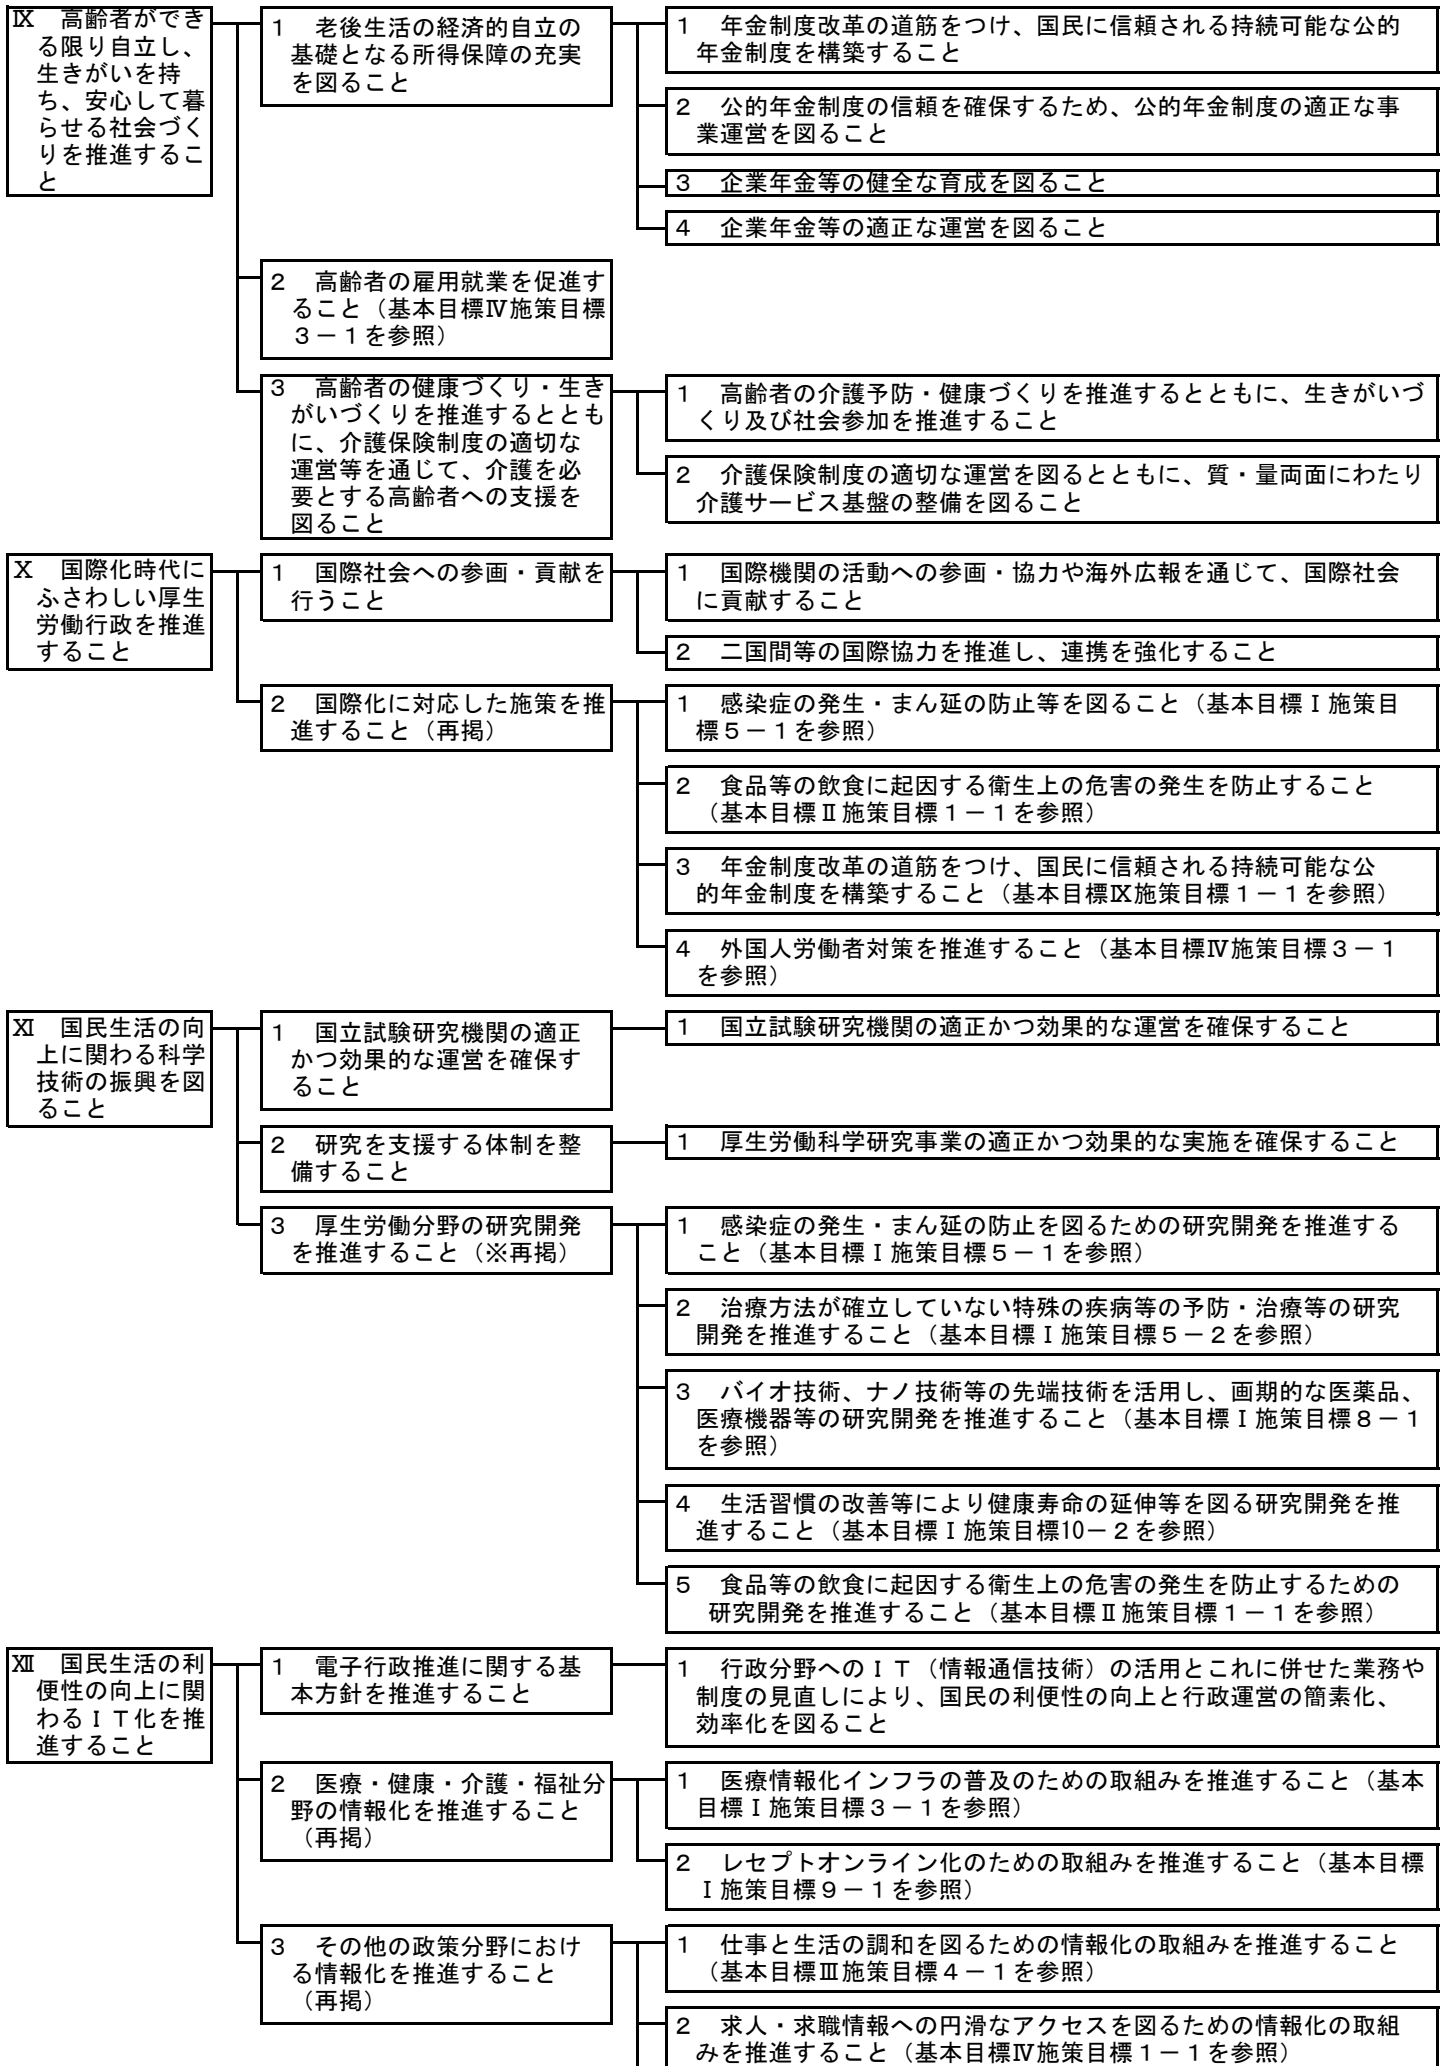 Ⅸ　高齢者ができ
る限り自立し、
生きがいを持
ち、安心して暮
らせる社会づく
りを推進するこ
と
1　老後生活の経済的自立の
基礎となる所得保障の充実
を図ること
1　年金制度改革の道筋をつけ、国民に信頼される持続可能な公的
年金制度を構築すること
2　公的年金制度の信頼を確保するため、公的年金制度の適正な事
業運営を図ること
3　企業年金等の健全な育成を図ること
4　企業年金等の適正な運営を図ること
2　高齢者の雇用就業を促進す
ること（基本目標Ⅳ施策目標
３－１を参照）
3　高齢者の健康づくり・生き
がいづくりを推進するととも
に、介護保険制度の適切な
運営等を通じて、介護を必
要とする高齢者への支援を
図ること
1　高齢者の介護予防・健康づくりを推進するとともに、生きがいづ
くり及び社会参加を推進すること
2　介護保険制度の適切な運営を図るとともに、質・量両面にわたり
介護サービス基盤の整備を図ること
Ⅹ　国際化時代に
ふさわしい厚生
労働行政を推進
すること
1　国際社会への参画・貢献を
行うこと
1　国際機関の活動への参画・協力や海外広報を通じて、国際社会
に貢献すること
2　二国間等の国際協力を推進し、連携を強化すること
2　国際化に対応した施策を推
進すること（再掲）
1　感染症の発生・まん延の防止等を図ること（基本目標Ⅰ施策目
標５－１を参照）
2　食品等の飲食に起因する衛生上の危害の発生を防止すること
（基本目標Ⅱ施策目標１－１を参照）
3　年金制度改革の道筋をつけ、国民に信頼される持続可能な公
的年金制度を構築すること（基本目標Ⅸ施策目標１－１を参照）
4　外国人労働者対策を推進すること（基本目標Ⅳ施策目標３－１
を参照）
Ⅺ　国民生活の向
上に関わる科学
技術の振興を図
ること
1　国立試験研究機関の適正
かつ効果的な運営を確保す
ること
1　国立試験研究機関の適正かつ効果的な運営を確保すること
2　研究を支援する体制を整
備すること
1　厚生労働科学研究事業の適正かつ効果的な実施を確保すること
3　厚生労働分野の研究開発
を推進すること（※再掲）
1　感染症の発生・まん延の防止を図るための研究開発を推進する
こと（基本目標Ⅰ施策目標５－１を参照）
2　治療方法が確立していない特殊の疾病等の予防・治療等の研究
開発を推進すること（基本目標Ⅰ施策目標５－２を参照）
3　バイオ技術、ナノ技術等の先端技術を活用し、画期的な医薬品、
医療機器等の研究開発を推進すること（基本目標Ⅰ施策目標８－１
を参照）
4　生活習慣の改善等により健康寿命の延伸等を図る研究開発を推
進すること（基本目標Ⅰ施策目標10－２を参照）
5　食品等の飲食に起因する衛生上の危害の発生を防止するための
研究開発を推進すること（基本目標Ⅱ施策目標１－１を参照）
Ⅻ　国民生活の利
便性の向上に関
わるＩＴ化を推
進すること
1　電子行政推進に関する基
本方針を推進すること
1　行政分野へのＩＴ（情報通信技術）の活用とこれに併せた業務や
制度の見直しにより、国民の利便性の向上と行政運営の簡素化、
効率化を図ること
2　医療・健康・介護・福祉分
野の情報化を推進すること
（再掲）
1　医療情報化インフラの普及のための取組みを推進すること（基本
目標Ⅰ施策目標３－１を参照）
2　レセプトオンライン化のための取組みを推進すること（基本目標
Ⅰ施策目標９－１を参照）
3　その他の政策分野におけ
る情報化を推進すること
（再掲）
1　仕事と生活の調和を図るための情報化の取組みを推進すること
（基本目標Ⅲ施策目標４－１を参照）
2　求人・求職情報への円滑なアクセスを図るための情報化の取組
みを推進すること（基本目標Ⅳ施策目標１－１を参照）